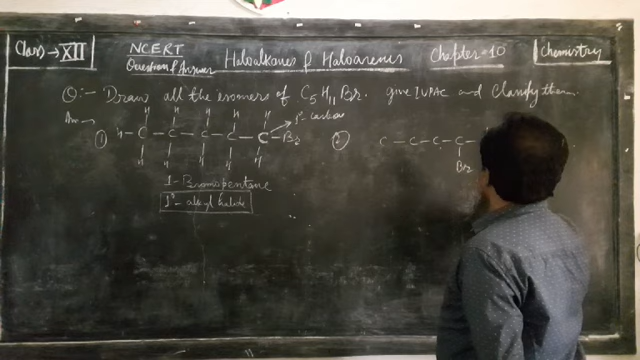 Class → XII
NCERT
Question & Answer
Haloalkanes & Haloarenes
Chapter - 10
Chemistry
Q:- Draw all the isomers of C5H11Br. give IUPAC and Classify them.
Ans →
H H H H H
1° - carbon
① H - C - C - C - C - C - Br
H H H H H
② C - C - C - C -
Br
1 - Bromopentane
1° - alkyl halide